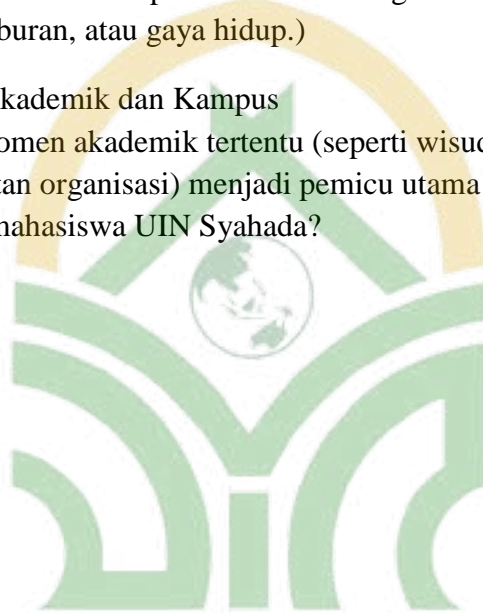 buran, atau gaya hidup.)
kademik dan Kampus
omen akademik tertentu (seperti wisud
tan organisasi) menjadi pemicu utama
nahasiswa UIN Syahada?